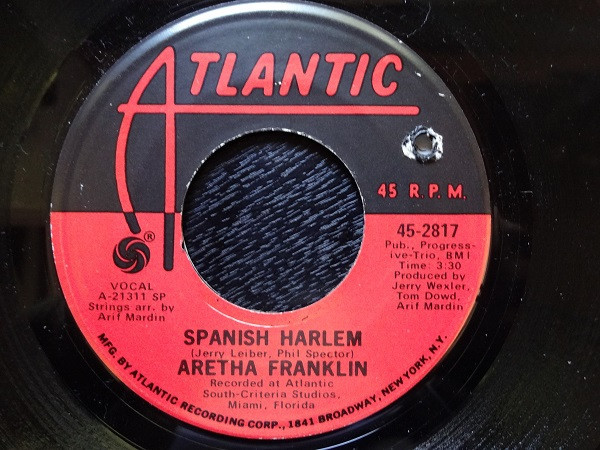 ATLANTIC
45 R.P.M.
®
VOCAL
A-21311 SP
Strings arr. by
Arif Mardin
45-2817
Pub., Progress-
ive-Trio, BMI
Time: 3:30
Produced by
Jerry Wexler,
Tom Dowd,
Arif Mardin
SPANISH HARLEM
(Jerry Leiber, Phil Spector)
ARETHA FRANKLIN
Recorded at Atlantic
South-Criteria Studios,
Miami, Florida
MFG. BY ATLANTIC RECORDING CORP., 1841 BROADWAY, NEW YORK, N.Y.